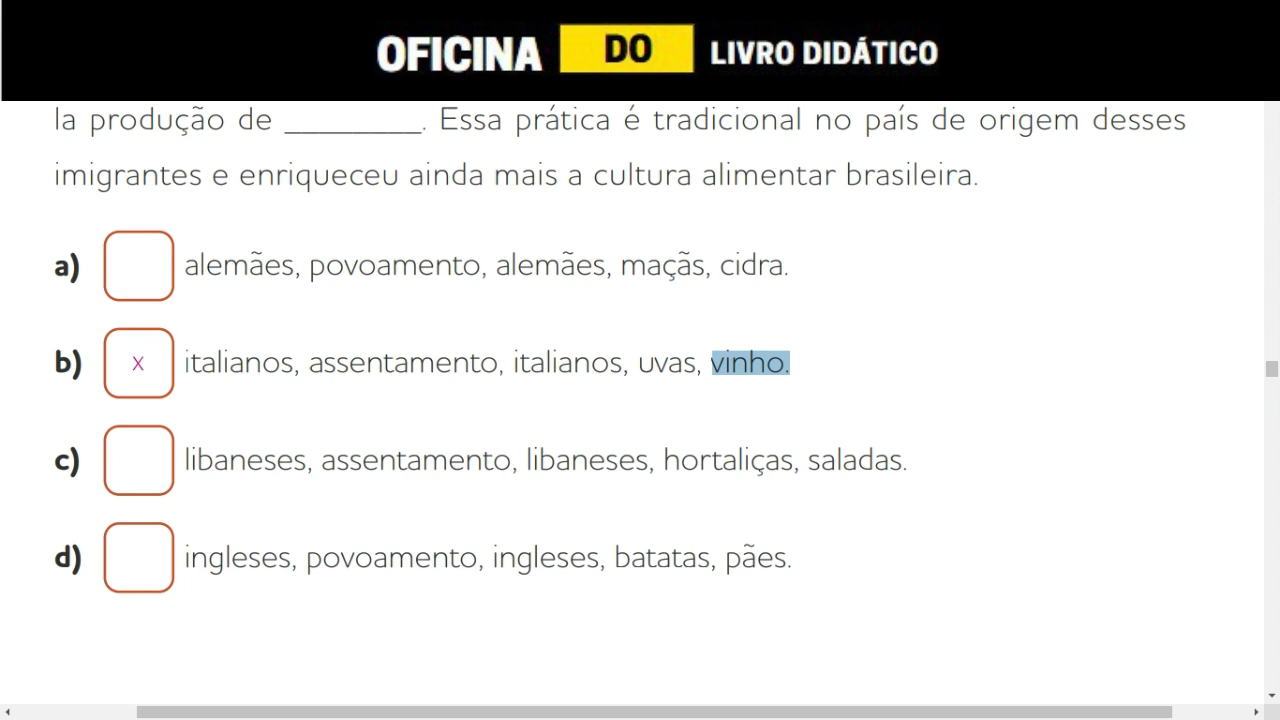 OFICINA DO LIVRO DIDÁTICO
la produção de _________. Essa prática é tradicional no país de origem desses
imigrantes e enriqueceu ainda mais a cultura alimentar brasileira.
a) alemães, povoamento, alemães, maçãs, cidra.
b) x italianos, assentamento, italianos, uvas, vinho.
c) libaneses, assentamento, libaneses, hortaliças, saladas.
d) ingleses, povoamento, ingleses, batatas, pães.